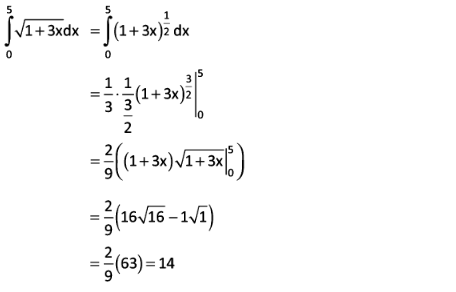 ∫₀⁵ √(1+3x) dx = ∫₀⁵ (1+3x)^(1/2) dx
= 1/3 · 1/(3/2) (1+3x)^(3/2) |₀⁵
= 2/9 ( (1+3x)√(1+3x) |₀⁵ )
= 2/9 (16√16 − 1√1)
= 2/9 (63) = 14